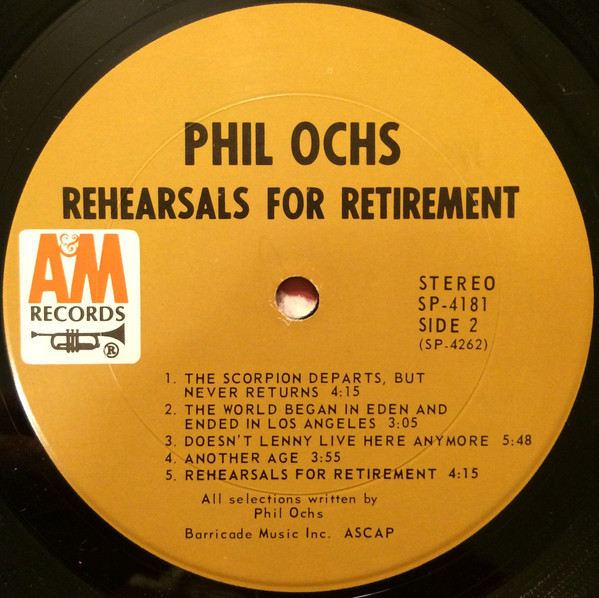 PHIL OCHS
REHEARSALS FOR RETIREMENT
A&M
RECORDS
®
STEREO
SP-4181
SIDE 2
(SP-4262)
1. THE SCORPION DEPARTS, BUT
NEVER RETURNS 4:15
2. THE WORLD BEGAN IN EDEN AND
ENDED IN LOS ANGELES 3:05
3. DOESN'T LENNY LIVE HERE ANYMORE 5:48
4. ANOTHER AGE 3:55
5. REHEARSALS FOR RETIREMENT 4:15
All selections written by
Phil Ochs
Barricade Music Inc. ASCAP